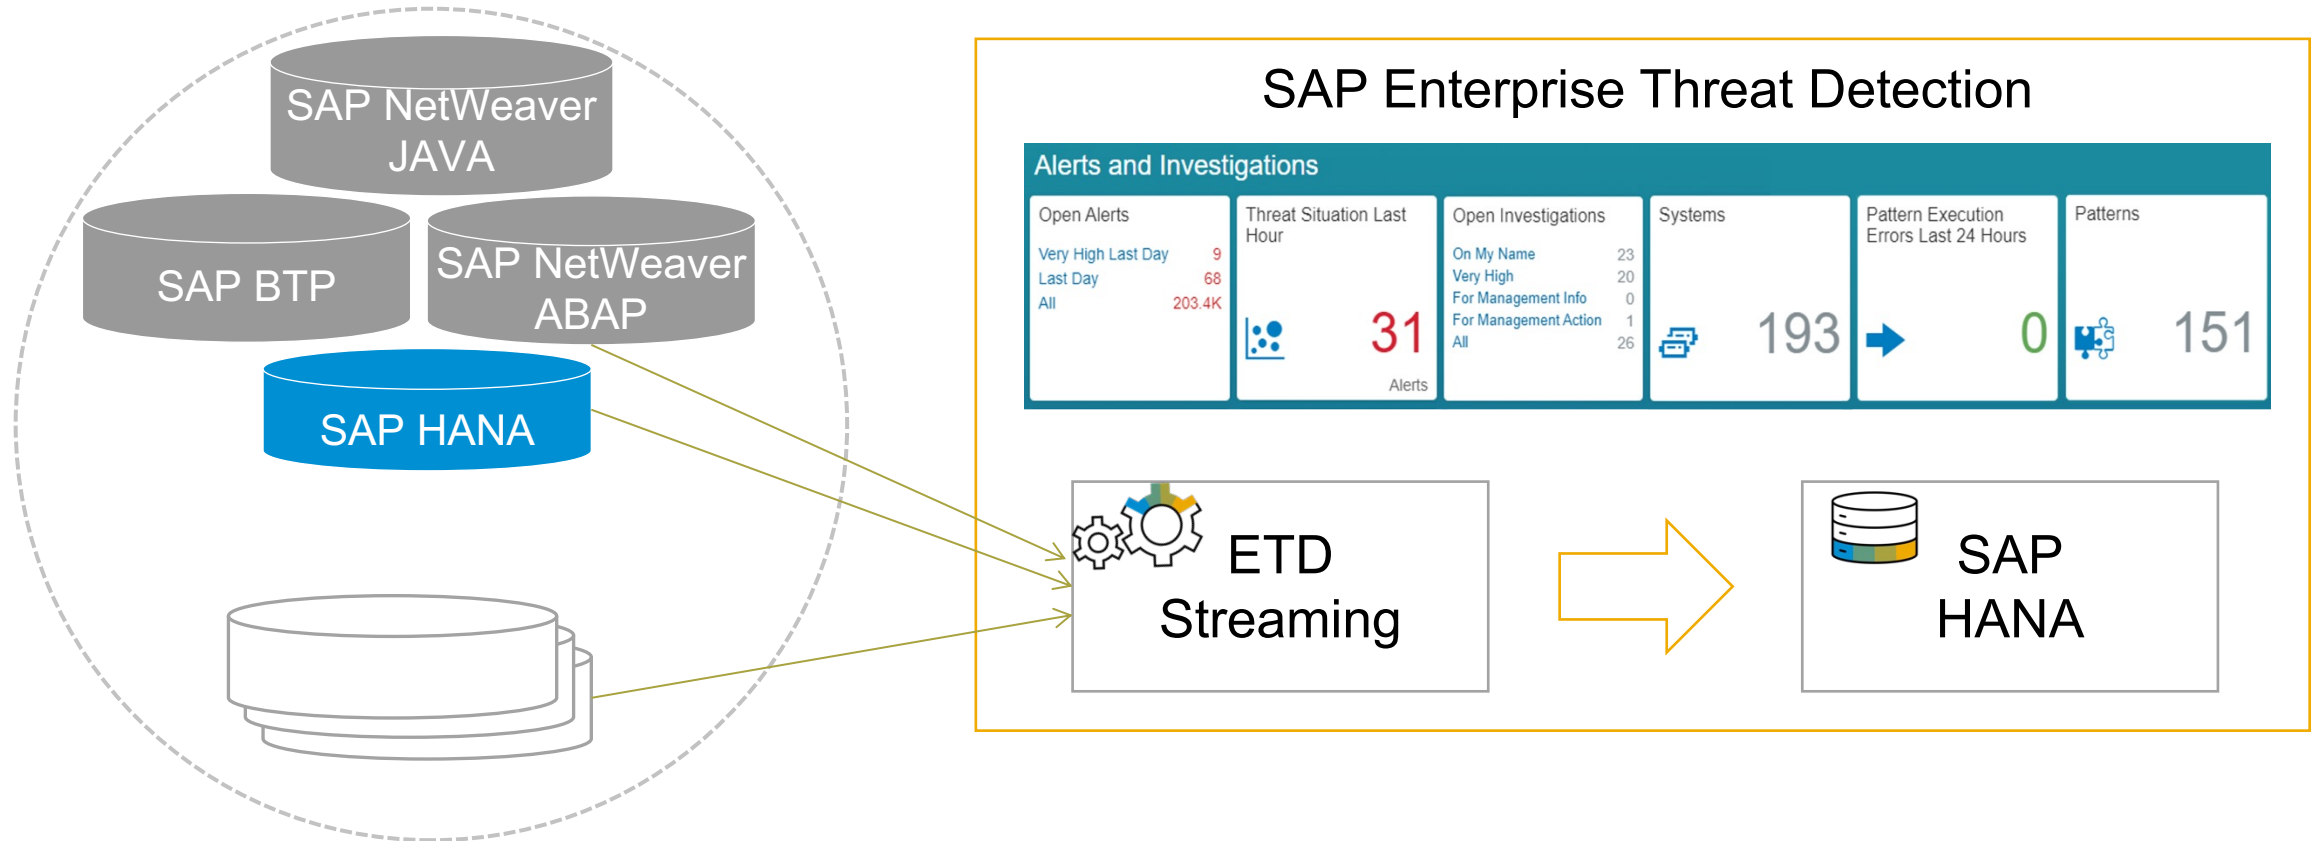 SAP NetWeaver
JAVA
SAP BTP
SAP NetWeaver
ABAP
SAP HANA
SAP Enterprise Threat Detection
Alerts and Investigations
Open Alerts
Very High Last Day 9
Last Day 68
All 203.4K
Threat Situation Last
Hour
31
Alerts
Open Investigations
On My Name 23
Very High 20
For Management Info 0
For Management Action 1
All 26
Systems
193
Pattern Execution
Errors Last 24 Hours
0
Patterns
151
ETD
Streaming
SAP
HANA